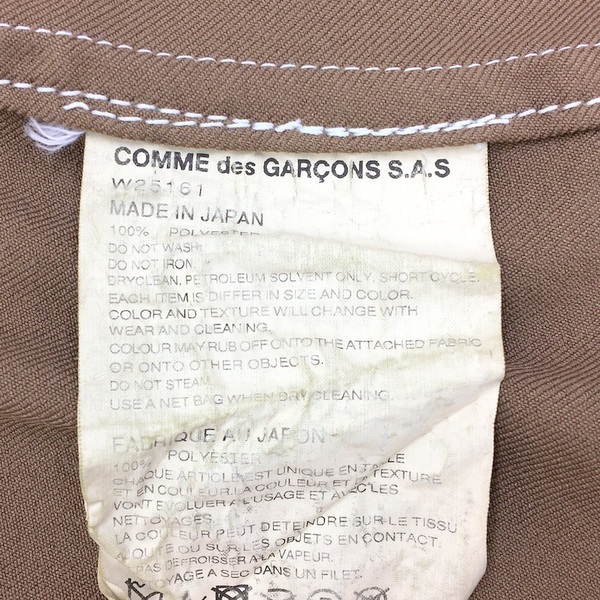 COMME des GARÇONS S.A.S
W25161
MADE IN JAPAN
100% POLYESTER
DO NOT WASH.
DO NOT IRON.
DRYCLEAN, PETROLEUM SOLVENT ONLY. SHORT CYCLE.
EACH ITEM IS DIFFER IN SIZE AND COLOR.
COLOR AND TEXTURE WILL CHANGE WITH
WEAR AND CLEANING.
COLOUR MAY RUB OFF ONTO THE ATTACHED FABRIC
OR ONTO OTHER OBJECTS.
DO NOT STEAM.
USE A NET BAG WHEN DRY CLEANING.
FABRIQUE AU JAPON
100% POLYESTER
CHAQUE ARTICLE EST UNIQUE EN TAILLE
ET EN COULEUR. LA COULEUR ET LA TEXTURE
VONT EVOLUER A L'USAGE ET AVEC LES
NETTOYAGES.
LA COULEUR PEUT DETEINDRE SUR LE TISSU
AJOUTE OU SUR LES OBJETS EN CONTACT.
PAS DEFROISSER A LA VAPEUR.
A SEC DANS UN FILET.